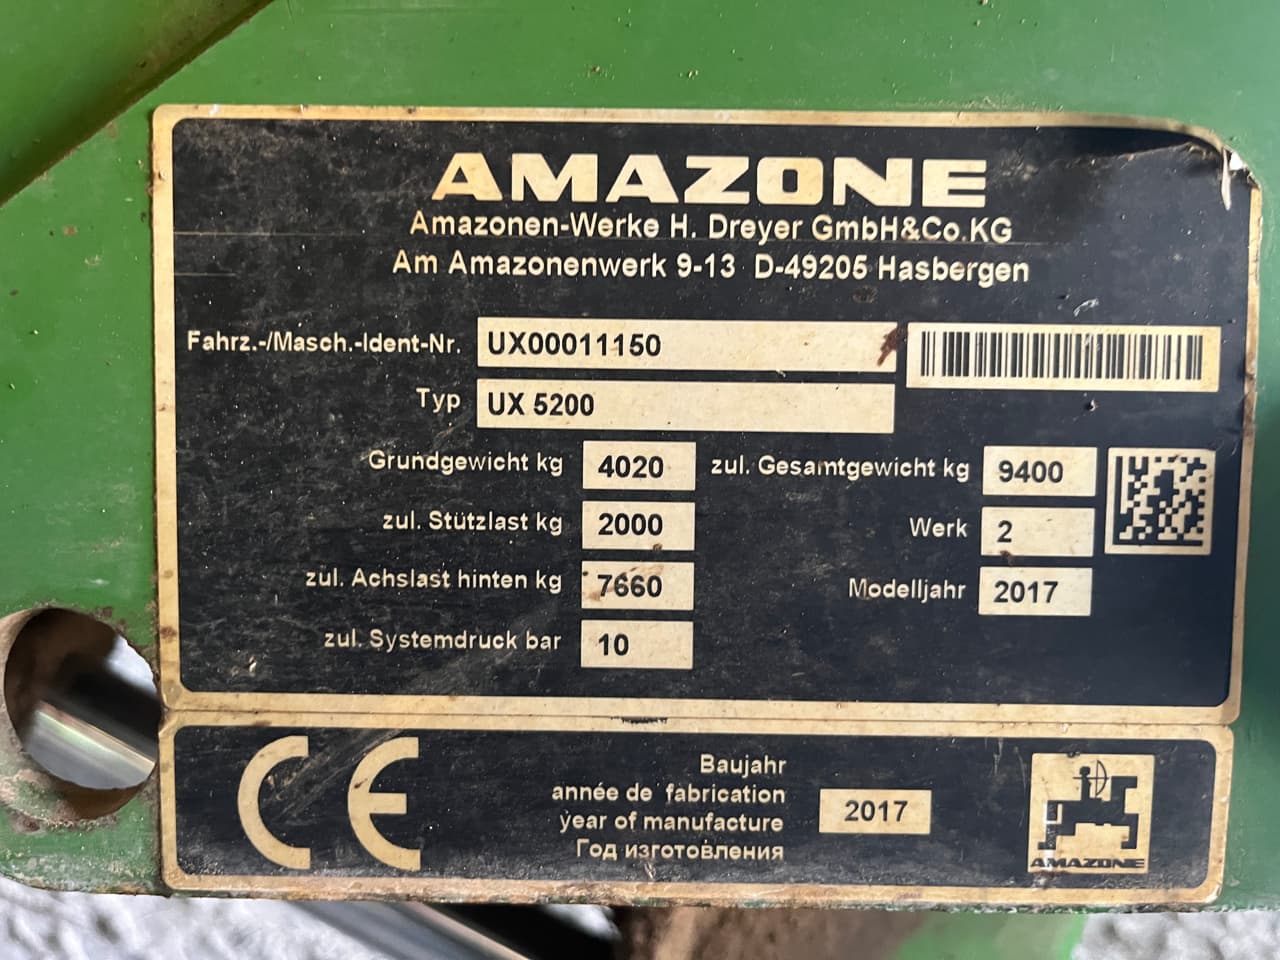 AMAZONE
Amazonen-Werke H. Dreyer GmbH&Co.KG
Am Amazonenwerk 9-13 D-49205 Hasbergen
Fahrz.-/Masch.-Ident-Nr. UX00011150
Typ UX 5200
Grundgewicht kg 4020 zul. Gesamtgewicht kg 9400
zul. Stützlast kg 2000 Werk 2
zul. Achslast hinten kg 7660 Modelljahr 2017
zul. Systemdruck bar 10
CE
Baujahr
année de fabrication
year of manufacture 2017
Год изготовления
AMAZONE